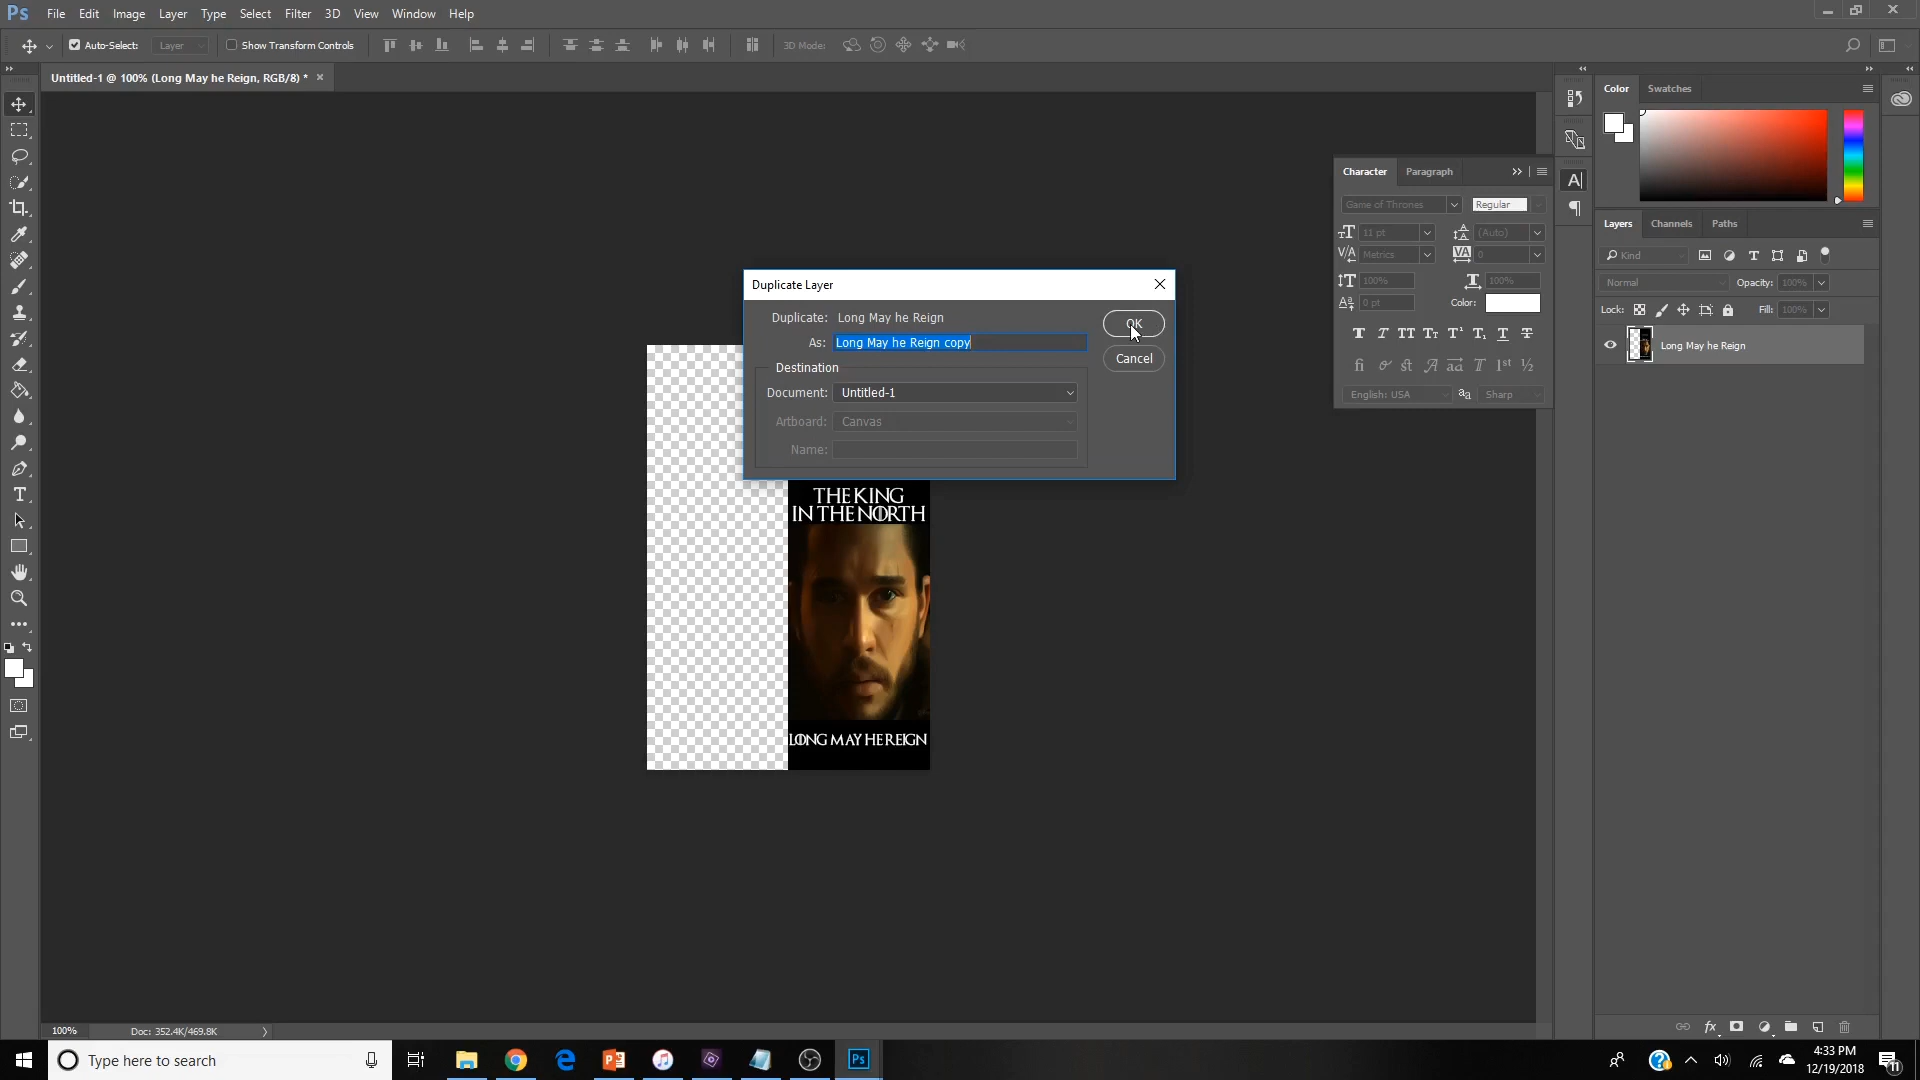 Ps File Edit Image Layer Type Select Filter 3D View Window Help
Auto-Select: Layer Show Transform Controls 3D Mode:
Untitled-1 @ 100% (Long May he Reign, RGB/8) *
Color Swatches
Character Paragraph
Game of Thrones Regular
11 pt (Auto)
Metrics 0
100% 100%
0 pt Color:
English: USA Sharp
Layers Channels Paths
Kind
Normal Opacity: 100%
Lock: Fill: 100%
Long May he Reign
Duplicate Layer
Duplicate: Long May he Reign
As: Long May he Reign copy
OK
Cancel
Destination
Document: Untitled-1
Artboard: Canvas
Name:
THE KING
IN THE NORTH
LONG MAY HE REIGN
100% Doc: 352.4K/469.8K
Type here to search
4:33 PM
12/19/2018
11